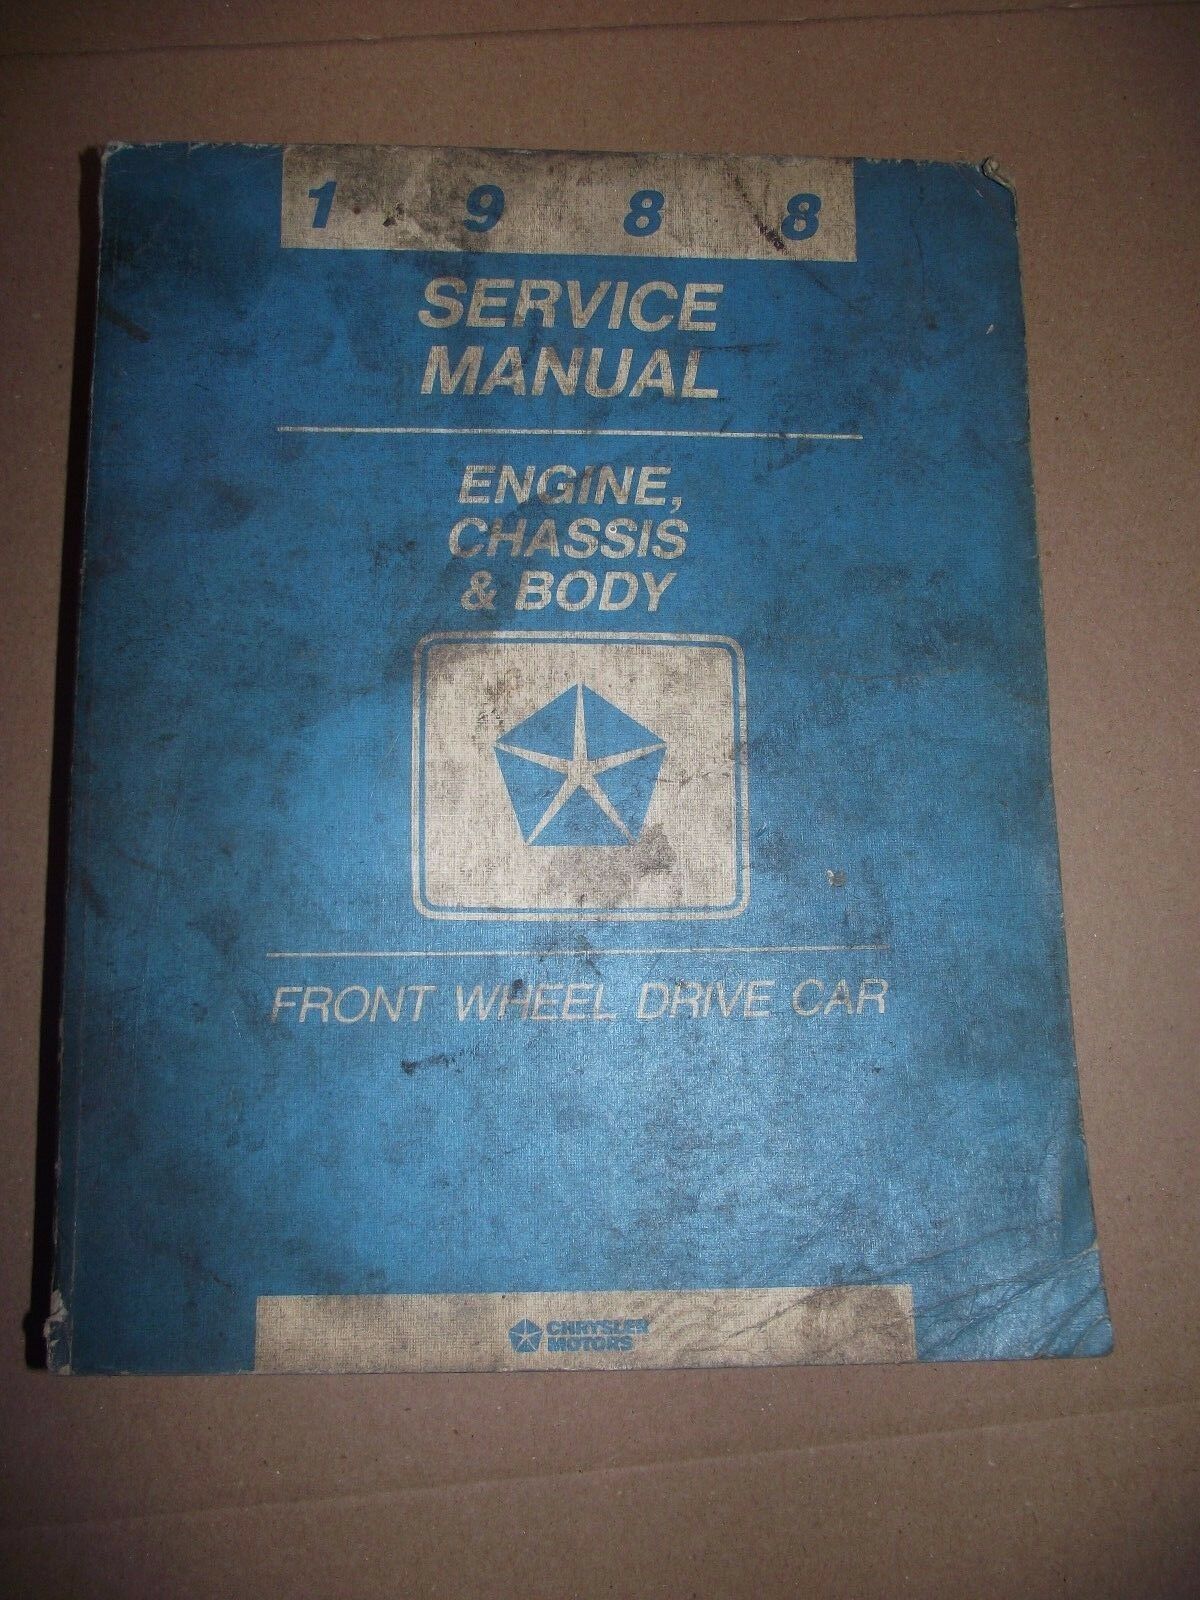 1 9 8 8
SERVICE
MANUAL
ENGINE,
CHASSIS
& BODY
FRONT WHEEL DRIVE CAR
CHRYSLER
MOTORS